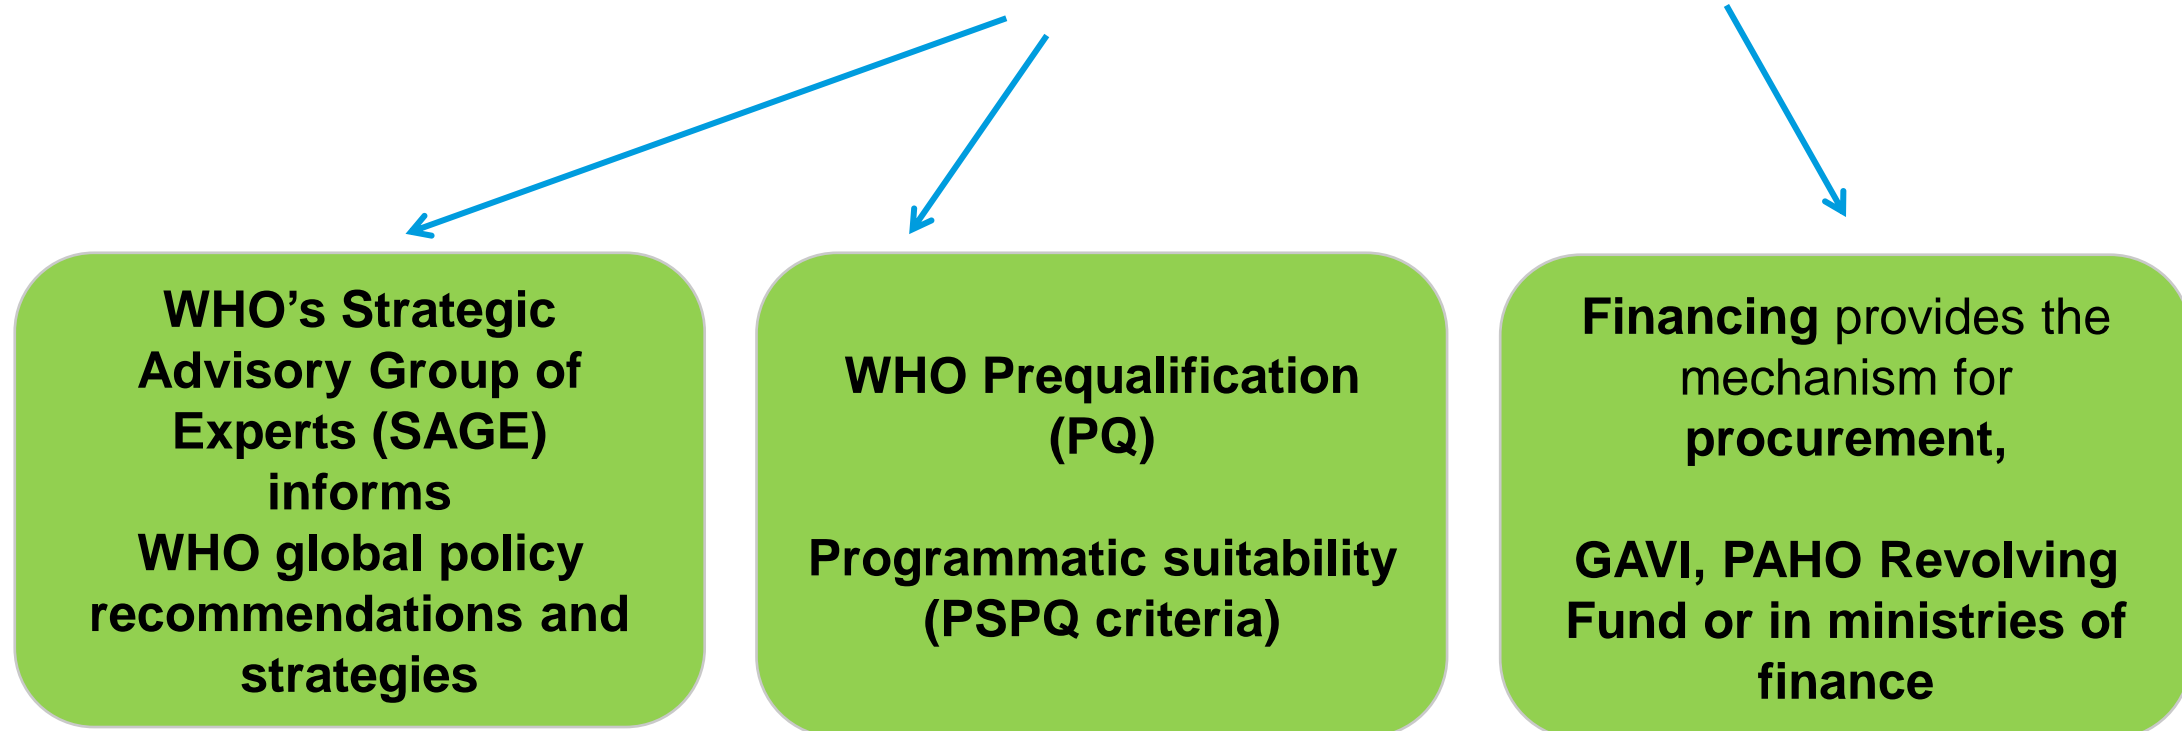 WHO’s Strategic
Advisory Group of
Experts (SAGE)
informs
WHO global policy
recommendations and
strategies
WHO Prequalification
(PQ)
Programmatic suitability
(PSPQ criteria)
Financing provides the
mechanism for
procurement,
GAVI, PAHO Revolving
Fund or in ministries of
finance